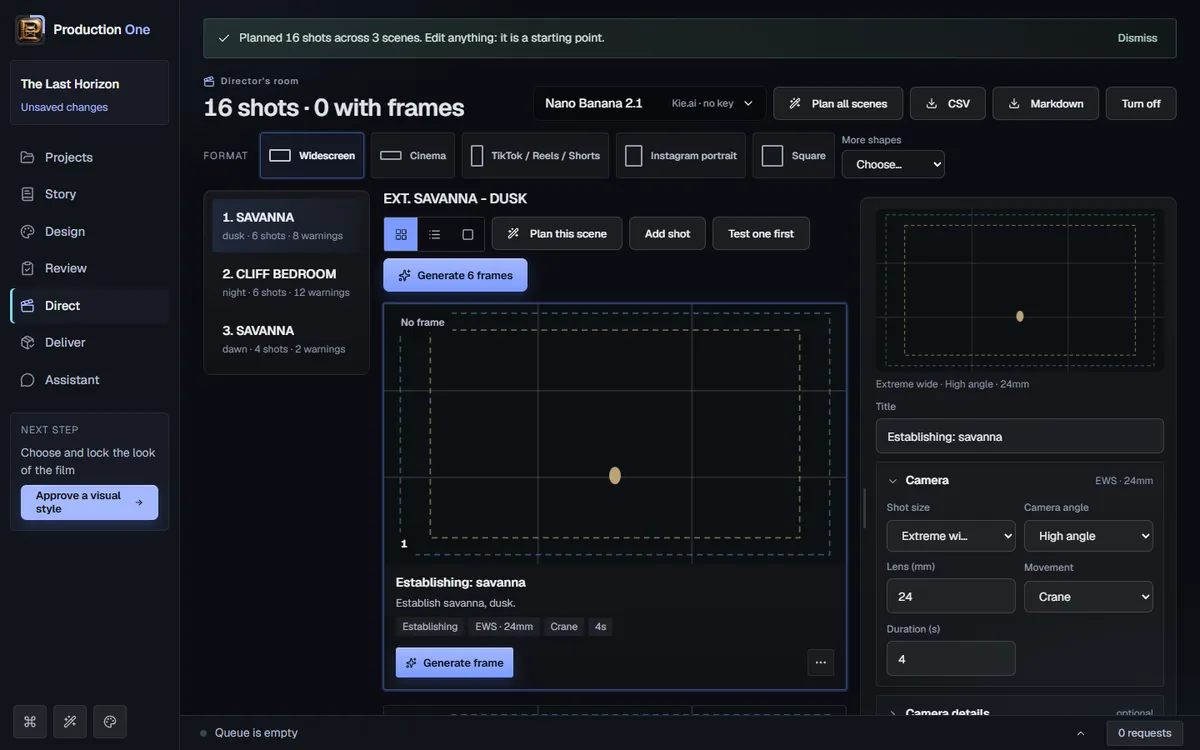 Production One
The Last Horizon
Unsaved changes
Projects
Story
Design
Review
Direct
Deliver
Assistant
NEXT STEP
Choose and lock the look
of the film
Approve a visual
style
Planned 16 shots across 3 scenes. Edit anything: it is a starting point.
Dismiss
Director's room
16 shots · 0 with frames
Nano Banana 2.1
Kie.ai · no key
Plan all scenes
CSV
Markdown
Turn off
FORMAT
Widescreen
Cinema
TikTok / Reels / Shorts
Instagram portrait
Square
More shapes
Choose...
1. SAVANNA
dusk · 6 shots · 8 warnings
2. CLIFF BEDROOM
night · 6 shots · 12 warnings
3. SAVANNA
dawn · 4 shots · 2 warnings
EXT. SAVANNA - DUSK
Plan this scene
Add shot
Test one first
Generate 6 frames
No frame
1
Establishing: savanna
Establish savanna, dusk.
Establishing
EWS · 24mm
Crane
4s
Generate frame
Extreme wide · High angle · 24mm
Title
Establishing: savanna
Camera
EWS · 24mm
Shot size
Camera angle
Extreme wi...
High angle
Lens (mm)
Movement
24
Crane
Duration (s)
4
Camera details
optional
Queue is empty
0 requests